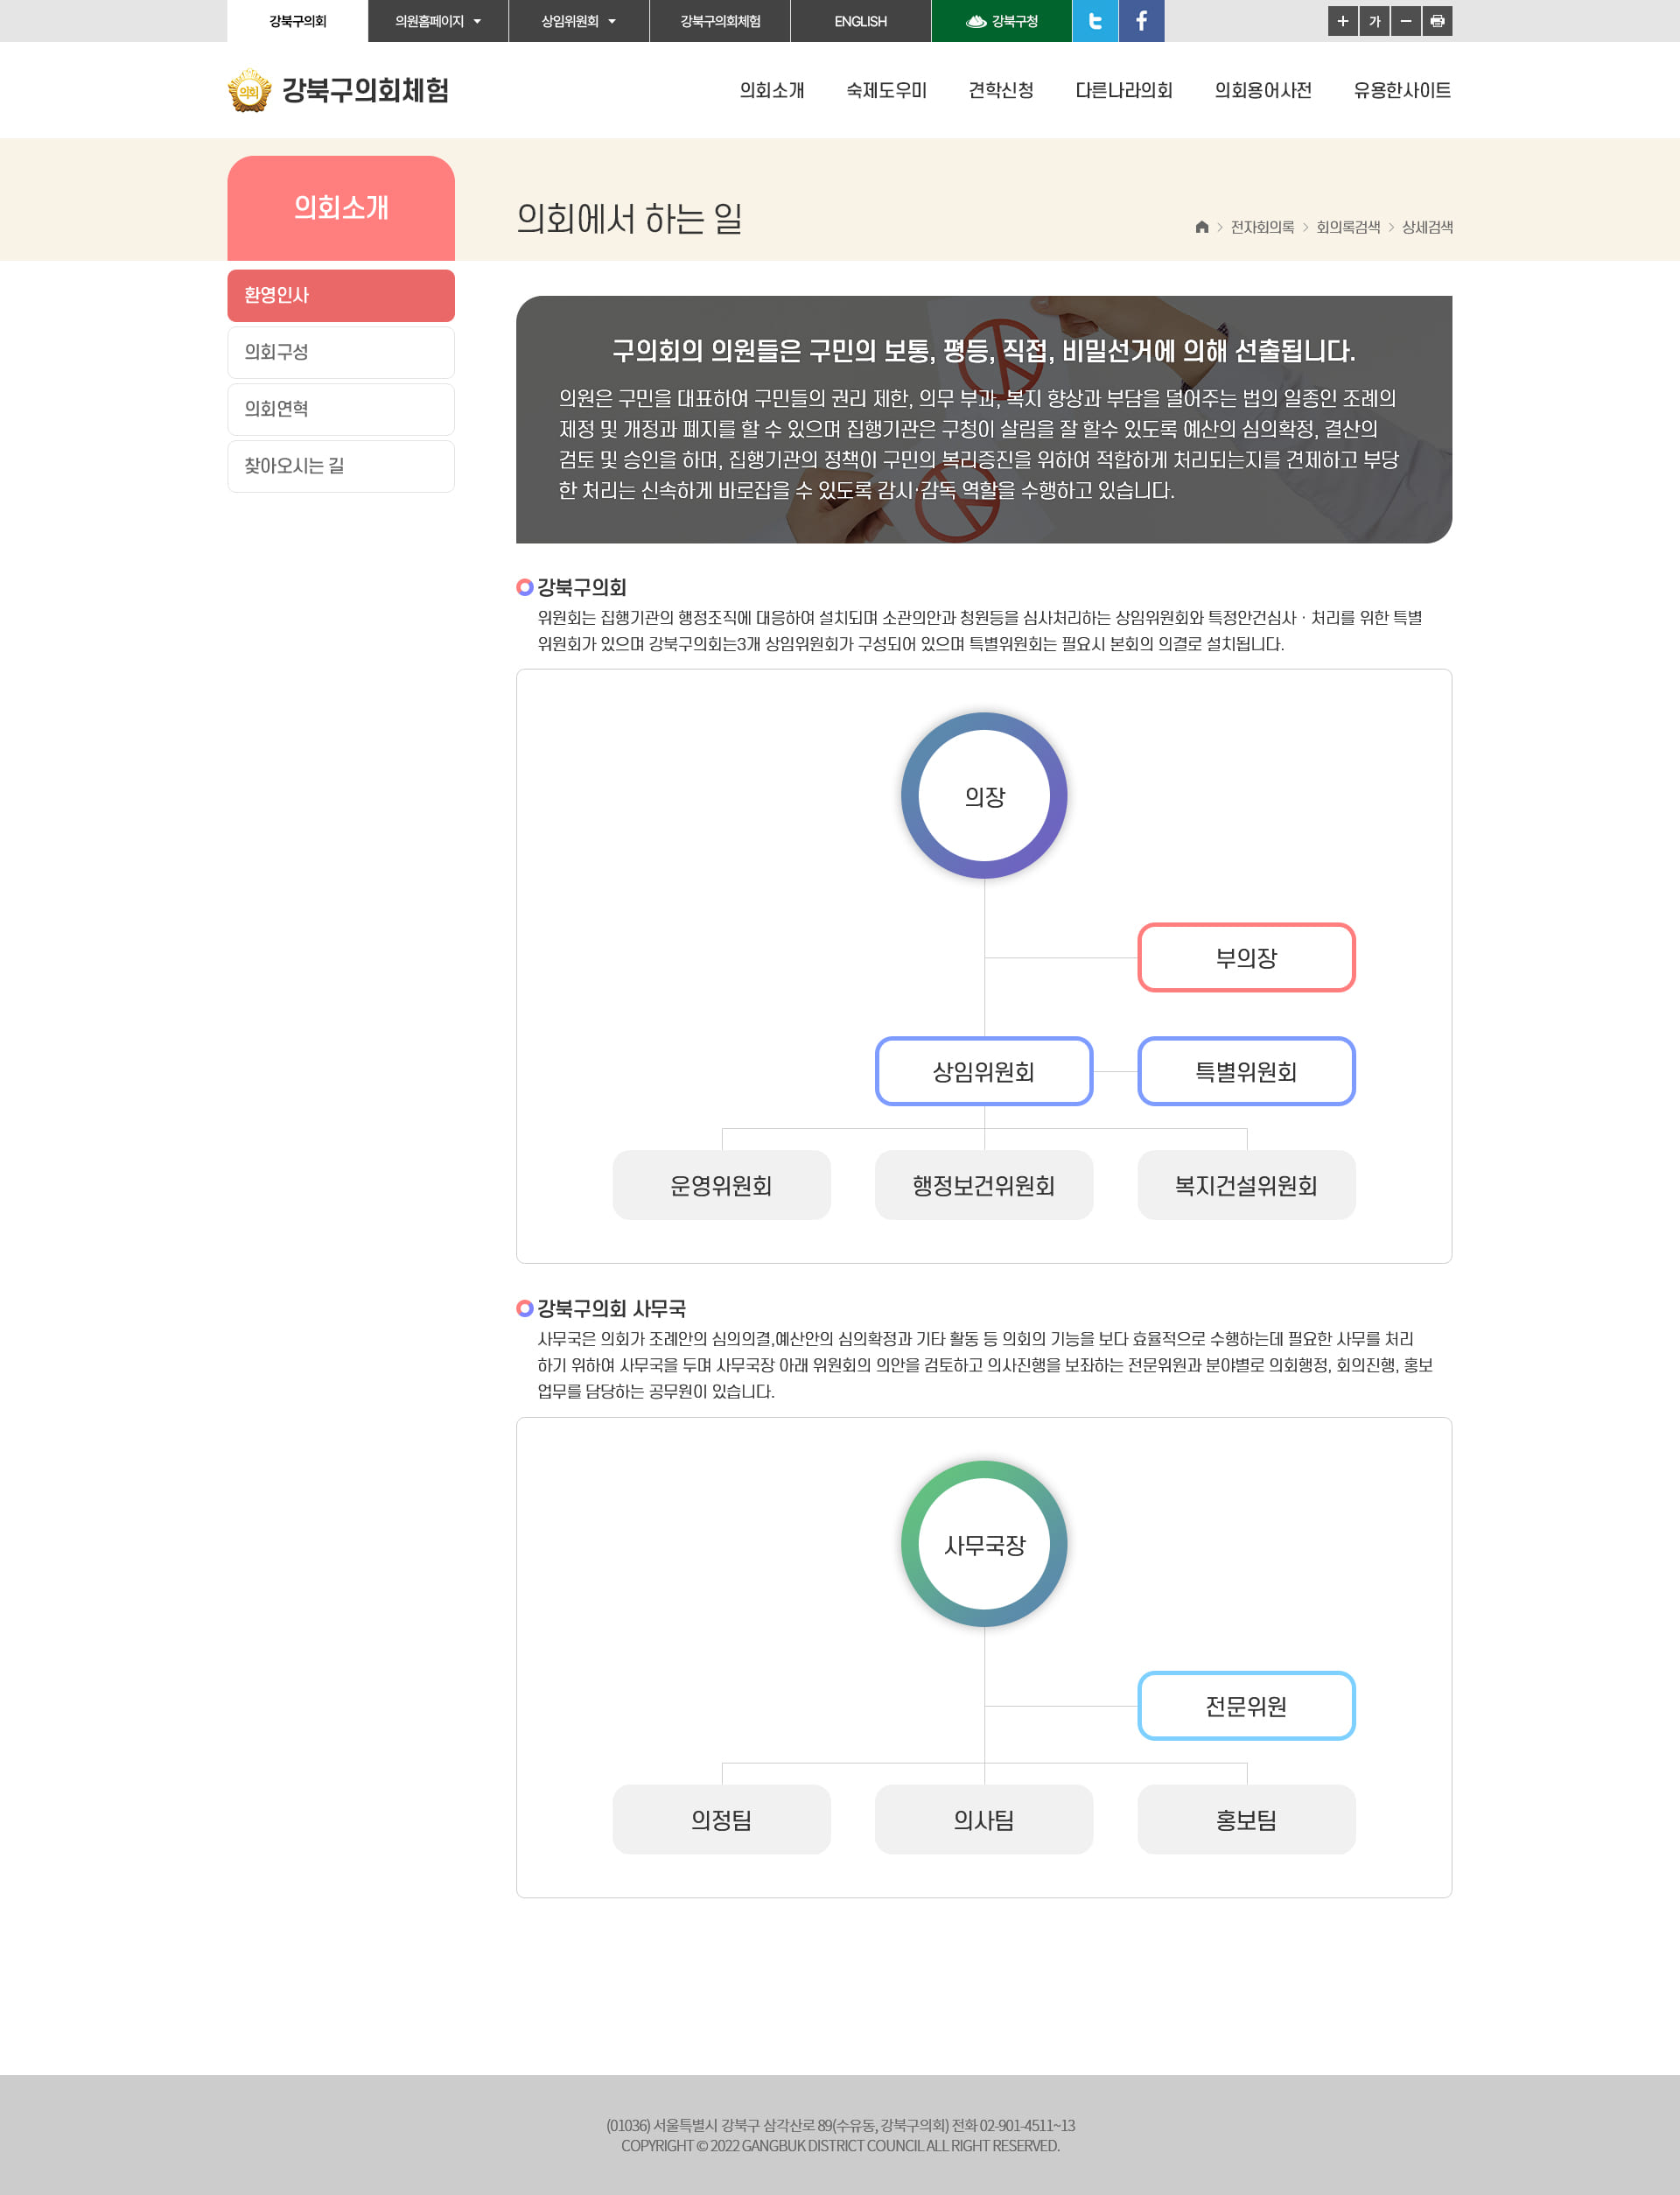 강북구의회
의원홈페이지
상임위원회
강북구의회체험
ENGLISH
강북구청
가
의회
강북구의회체험
의회소개
숙제도우미
견학신청
다른나라의회
의회용어사전
유용한사이트
의회소개
의회에서 하는 일
전자회의록
회의록검색
상세검색
환영인사
의회구성
의회연혁
찾아오시는 길
구의회의 의원들은 구민의 보통, 평등, 직접, 비밀선거에 의해 선출됩니다.
의원은 구민을 대표하여 구민들의 권리 제한, 의무 부과, 복지 향상과 부담을 덜어주는 법의 일종인 조례의
제정 및 개정과 폐지를 할 수 있으며 집행기관은 구청이 살림을 잘 할수 있도록 예산의 심의확정, 결산의
검토 및 승인을 하며, 집행기관의 정책이 구민의 복리증진을 위하여 적합하게 처리되는지를 견제하고 부당
한 처리는 신속하게 바로잡을 수 있도록 감시·감독 역할을 수행하고 있습니다.
강북구의회
위원회는 집행기관의 행정조직에 대응하여 설치되며 소관의안과 청원등을 심사처리하는 상임위원회와 특정안건심사 · 처리를 위한 특별
위원회가 있으며 강북구의회는3개 상임위원회가 구성되어 있으며 특별위원회는 필요시 본회의 의결로 설치됩니다.
의장
부의장
상임위원회
특별위원회
운영위원회
행정보건위원회
복지건설위원회
강북구의회 사무국
사무국은 의회가 조례안의 심의의결,예산안의 심의확정과 기타 활동 등 의회의 기능을 보다 효율적으로 수행하는데 필요한 사무를 처리
하기 위하여 사무국을 두며 사무국장 아래 위원회의 의안을 검토하고 의사진행을 보좌하는 전문위원과 분야별로 의회행정, 회의진행, 홍보
업무를 담당하는 공무원이 있습니다.
사무국장
전문위원
의정팀
의사팀
홍보팀
(01036) 서울특별시 강북구 삼각산로 89(수유동, 강북구의회) 전화 02-901-4511~13
COPYRIGHT © 2022 GANGBUK DISTRICT COUNCIL ALL RIGHT RESERVED.